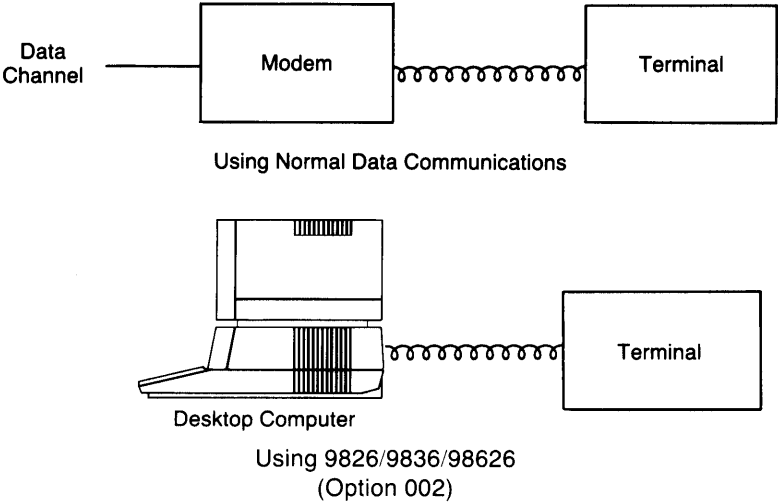 Data
Channel
Modem
Terminal
Using Normal Data Communications
Terminal
Desktop Computer
Using 9826/9836/98626
(Option 002)